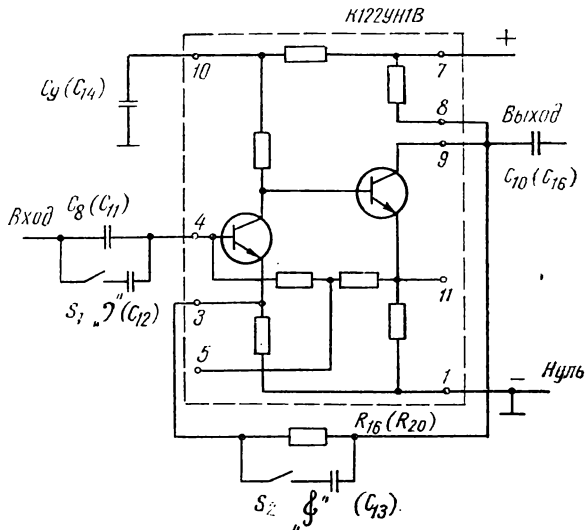 К122УН1В
+
10
7
Cу (C14)
8
Выход
9
C10 (C16)
C8 (C11)
Вход
4
11
S1 „𝄢" (C12)
3
5
Нуль
1
−
R16 (R20)
S2 „𝄞" (C13)